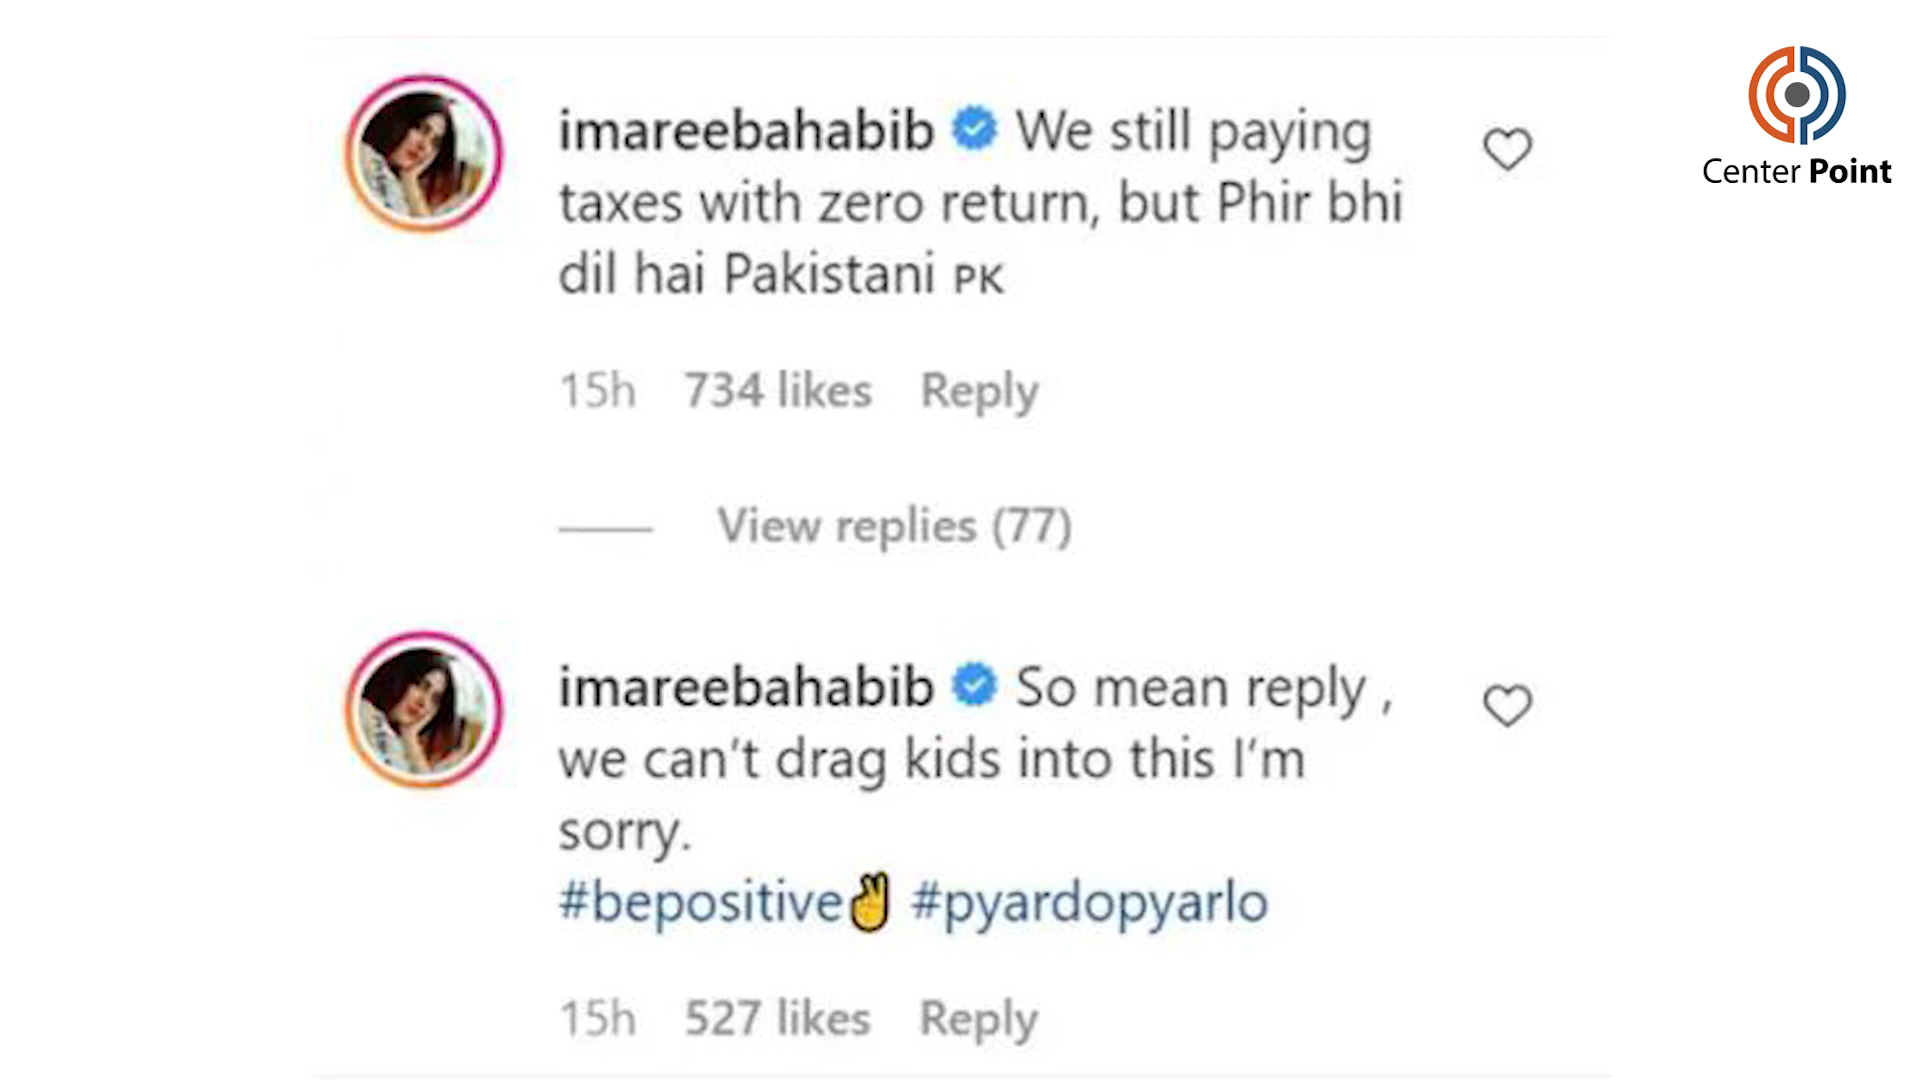 imareebahabib We still paying
taxes with zero return, but Phir bhi
dil hai Pakistani PK
15h 734 likes Reply
View replies (77)
imareebahabib So mean reply ,
we can't drag kids into this I'm
sorry.
#bepositive✌ #pyardopyarlo
15h 527 likes Reply
Center Point